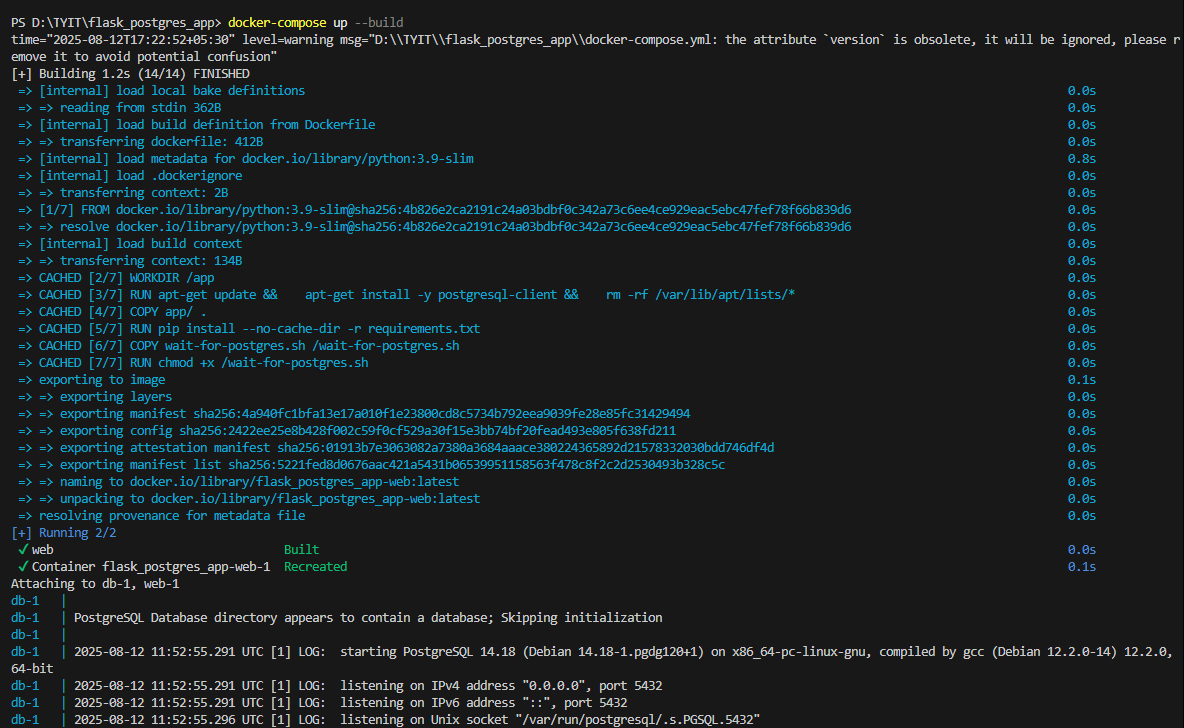 PS D:\TYIT\flask_postgres_app> docker-compose up --build
time="2025-08-12T17:22:52+05:30" level=warning msg="D:\\TYIT\\flask_postgres_app\\docker-compose.yml: the attribute `version` is obsolete, it will be ignored, please r
emove it to avoid potential confusion"
[+] Building 1.2s (14/14) FINISHED
=> [internal] load local bake definitions 0.0s
=> => reading from stdin 362B 0.0s
=> [internal] load build definition from Dockerfile 0.0s
=> => transferring dockerfile: 412B 0.0s
=> [internal] load metadata for docker.io/library/python:3.9-slim 0.8s
=> [internal] load .dockerignore 0.0s
=> => transferring context: 2B 0.0s
=> [1/7] FROM docker.io/library/python:3.9-slim@sha256:4b826e2ca2191c24a03bdbf0c342a73c6ee4ce929eac5ebc47fef78f66b839d6 0.0s
=> => resolve docker.io/library/python:3.9-slim@sha256:4b826e2ca2191c24a03bdbf0c342a73c6ee4ce929eac5ebc47fef78f66b839d6 0.0s
=> [internal] load build context 0.0s
=> => transferring context: 134B 0.0s
=> CACHED [2/7] WORKDIR /app 0.0s
=> CACHED [3/7] RUN apt-get update &&    apt-get install -y postgresql-client &&    rm -rf /var/lib/apt/lists/* 0.0s
=> CACHED [4/7] COPY app/ . 0.0s
=> CACHED [5/7] RUN pip install --no-cache-dir -r requirements.txt 0.0s
=> CACHED [6/7] COPY wait-for-postgres.sh /wait-for-postgres.sh 0.0s
=> CACHED [7/7] RUN chmod +x /wait-for-postgres.sh 0.0s
=> exporting to image 0.1s
=> => exporting layers 0.0s
=> => exporting manifest sha256:4a940fc1bfa13e17a010f1e23800cd8c5734b792eea9039fe28e85fc31429494 0.0s
=> => exporting config sha256:2422ee25e8b428f002c59f0cf529a30f15e3bb74bf20fead493e805f638fd211 0.0s
=> => exporting attestation manifest sha256:01913b7e3063082a7380a3684aaace380224365892d21578332030bdd746df4d 0.0s
=> => exporting manifest list sha256:5221fed8d0676aac421a5431b06539951158563f478c8f2c2d2530493b328c5c 0.0s
=> => naming to docker.io/library/flask_postgres_app-web:latest 0.0s
=> => unpacking to docker.io/library/flask_postgres_app-web:latest 0.0s
=> resolving provenance for metadata file 0.0s
[+] Running 2/2
✓ web Built 0.0s
✓ Container flask_postgres_app-web-1 Recreated 0.1s
Attaching to db-1, web-1
db-1 |
db-1 | PostgreSQL Database directory appears to contain a database; Skipping initialization
db-1 |
db-1 | 2025-08-12 11:52:55.291 UTC [1] LOG:  starting PostgreSQL 14.18 (Debian 14.18-1.pgdg120+1) on x86_64-pc-linux-gnu, compiled by gcc (Debian 12.2.0-14) 12.2.0,
64-bit
db-1 | 2025-08-12 11:52:55.291 UTC [1] LOG:  listening on IPv4 address "0.0.0.0", port 5432
db-1 | 2025-08-12 11:52:55.291 UTC [1] LOG:  listening on IPv6 address "::", port 5432
db-1 | 2025-08-12 11:52:55.296 UTC [1] LOG:  listening on Unix socket "/var/run/postgresql/.s.PGSQL.5432"